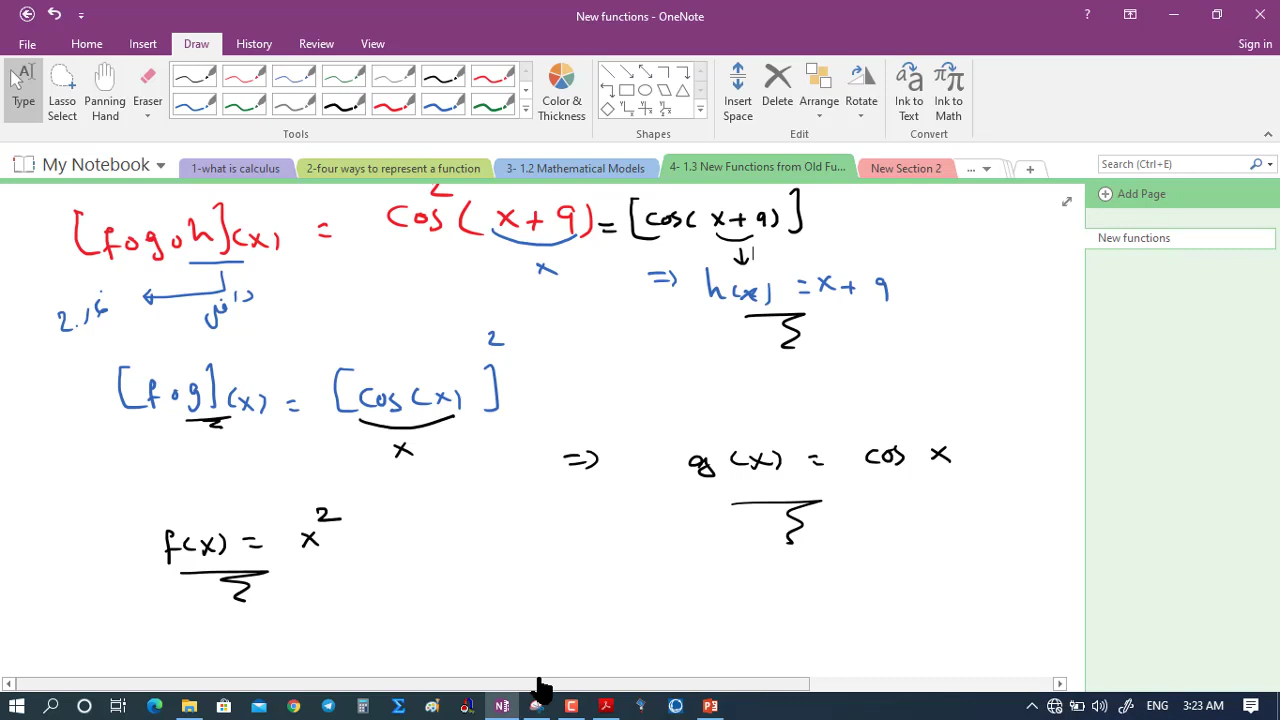 New functions - OneNote
? Sign in
File Home Insert Draw History Review View
Type
Lasso Select
Panning Hand
Eraser
Color & Thickness
Insert Space
Delete
Arrange
Rotate
Ink to Text
Ink to Math
Tools Shapes Edit Convert
My Notebook 1-what is calculus 2-four ways to represent a function 3- 1.2 Mathematical Models 4- 1.3 New Functions from Old Fu... New Section 2 ... +
Search (Ctrl+E)
Add Page
New functions
[fogoh](x) = cos²(x+9) = [cos(x+9)]
x
=> h(x) = x+9
[fog](x) = [cos(x)]²
x
=> g(x) = cos x
f(x) = x²
ENG 3:23 AM